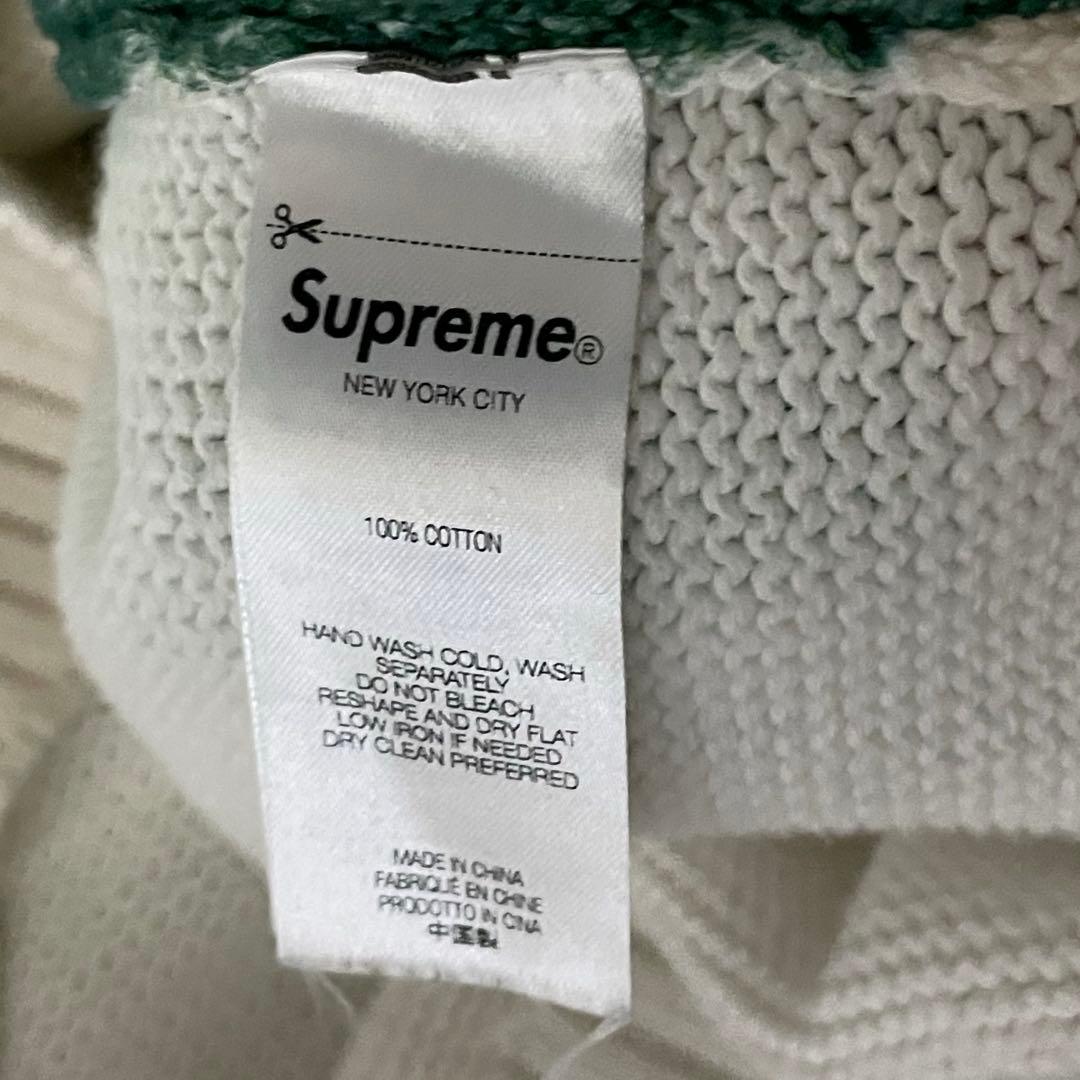 Supreme®
NEW YORK CITY
100% COTTON
HAND WASH COLD, WASH
SEPARATELY
DO NOT BLEACH
RESHAPE AND DRY FLAT
LOW IRON IF NEEDED
DRY CLEAN PREFERRED
MADE IN CHINA
FABRIQUÉ EN CHINE
PRODOTTO IN CINA
中国製